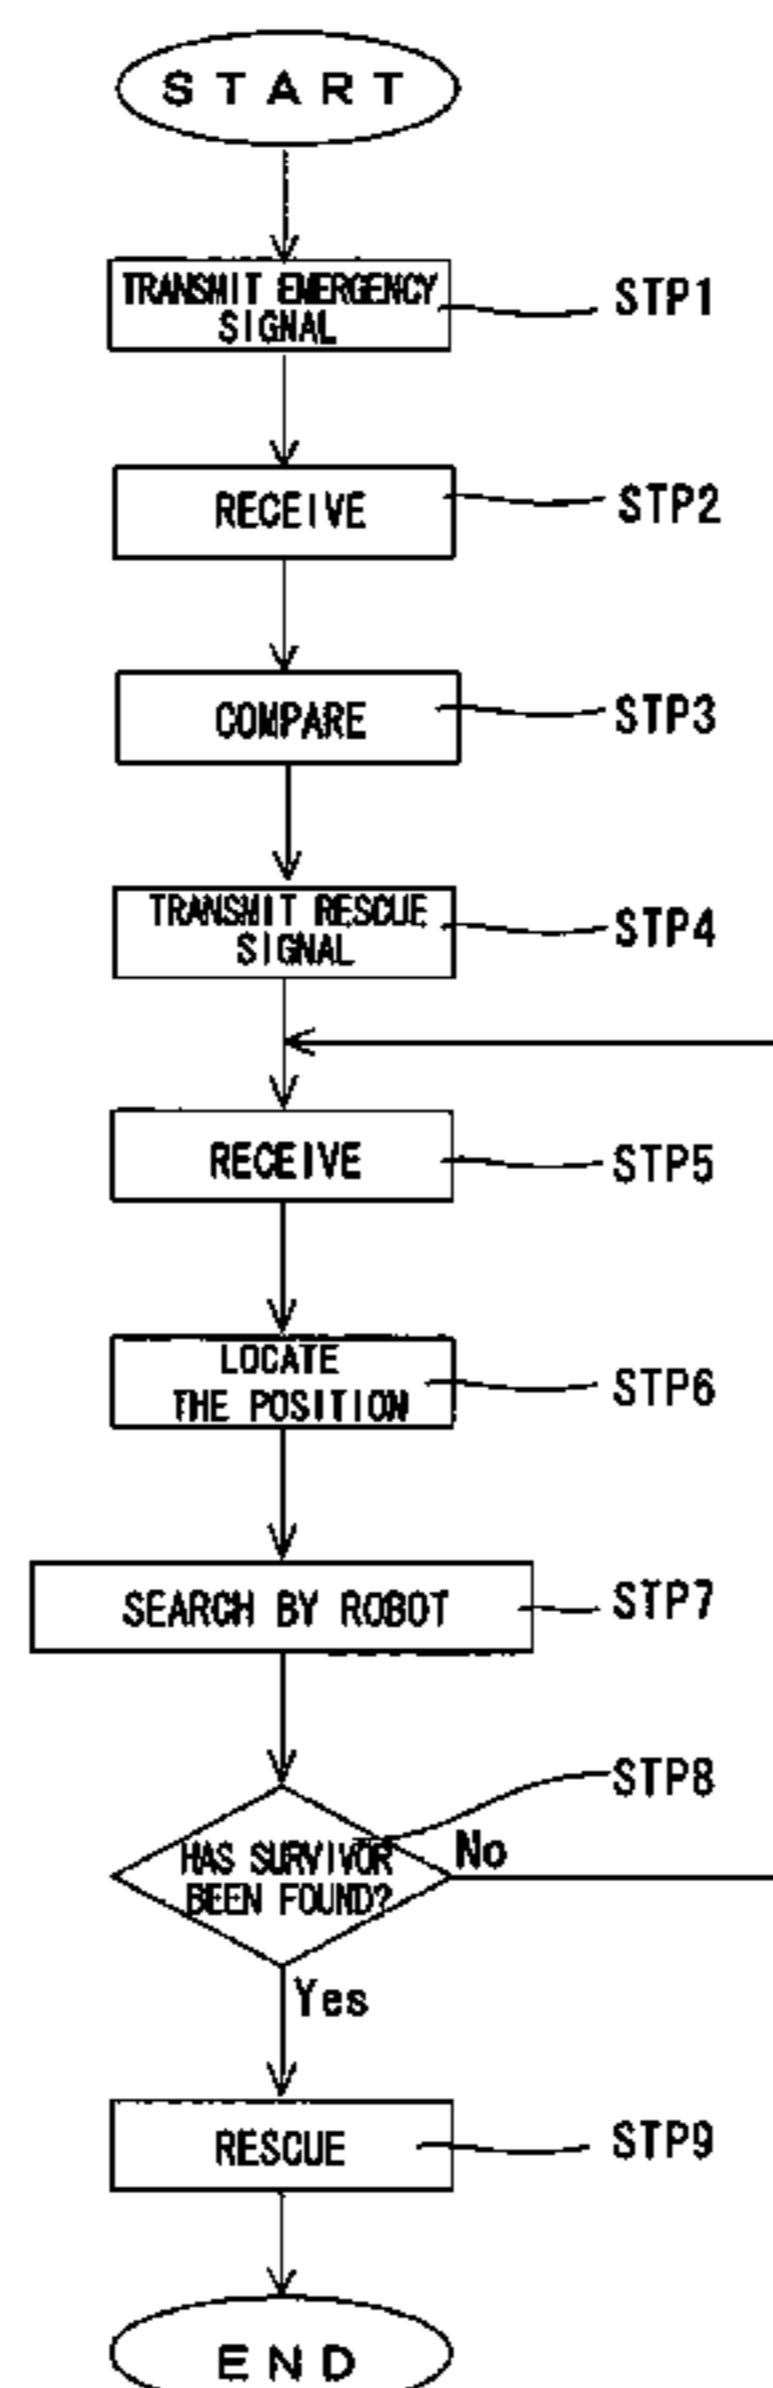 START
TRANSMIT EMERGENCY
SIGNAL
STP1
RECEIVE
STP2
COMPARE
STP3
TRANSMIT RESCUE
SIGNAL
STP4
RECEIVE
STP5
LOCATE
THE POSITION
STP6
SEARCH BY ROBOT
STP7
STP8
HAS SURVIVOR
BEEN FOUND?
No
Yes
RESCUE
STP9
END